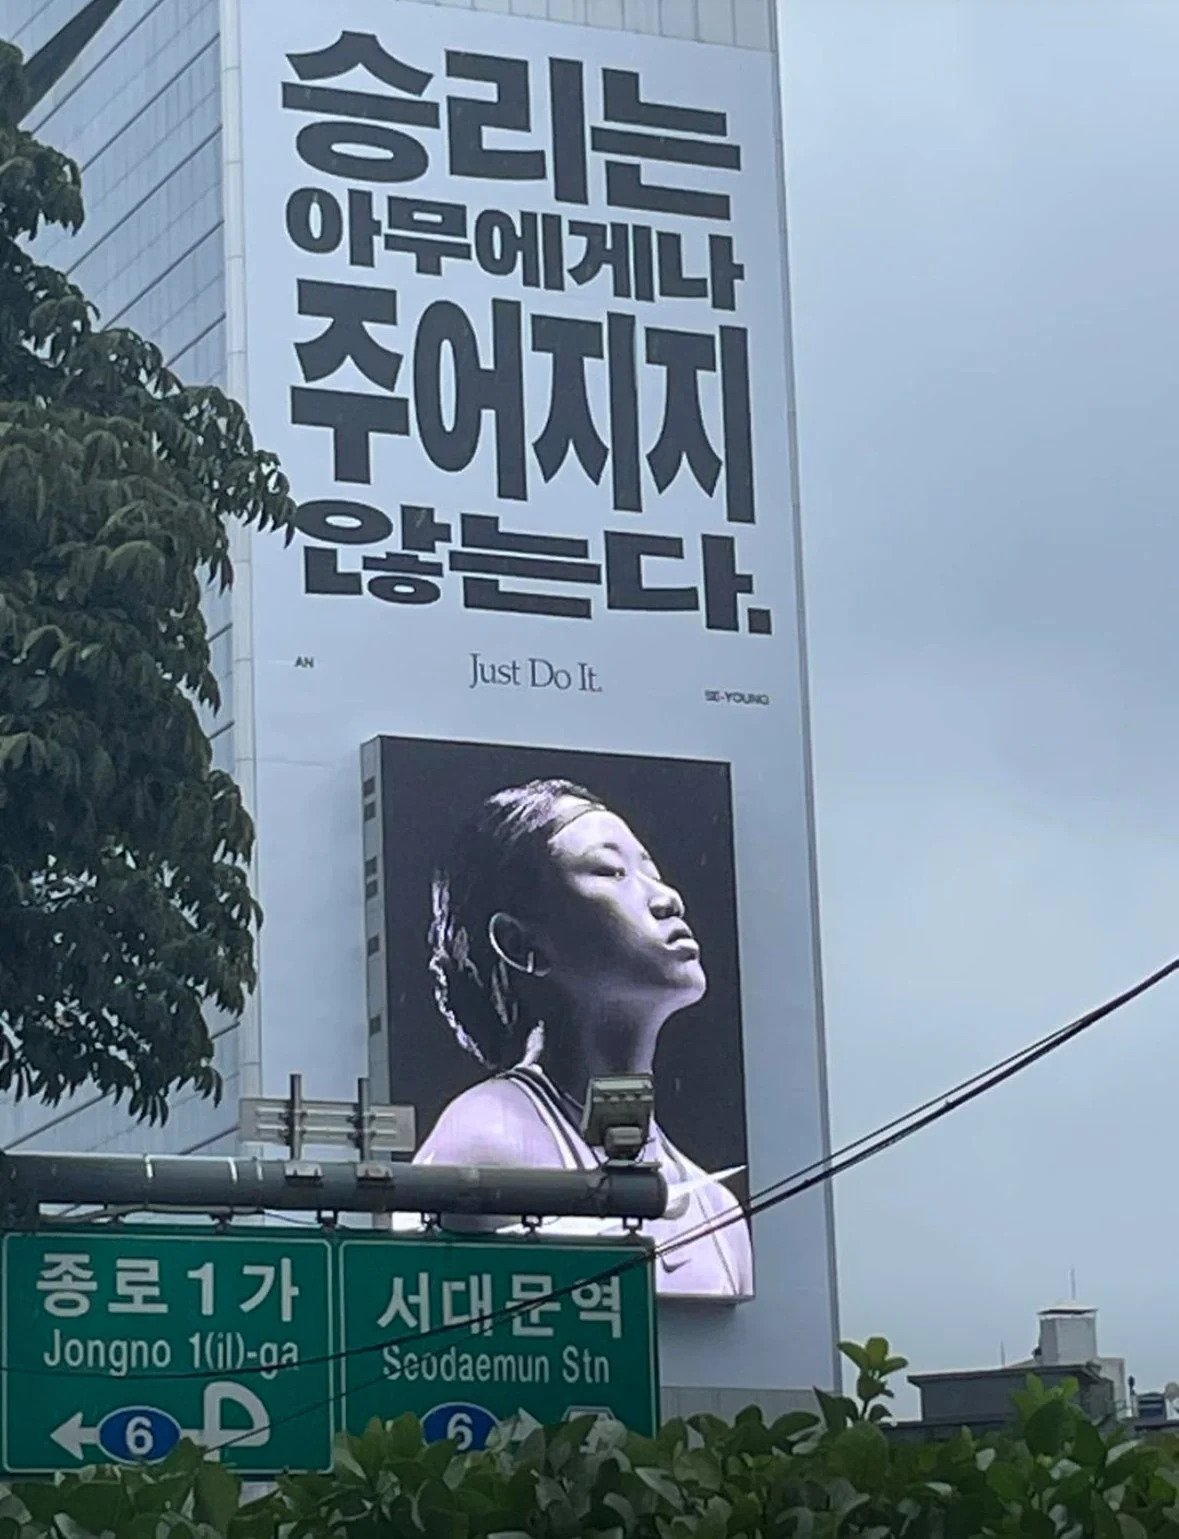 승리는
아무에게나
주어지지
않는다.
AN
Just Do It.
SE-YOUNG
종로1가
Jongno 1(il)-ga
6
서대문역
Seodaemun Stn
6